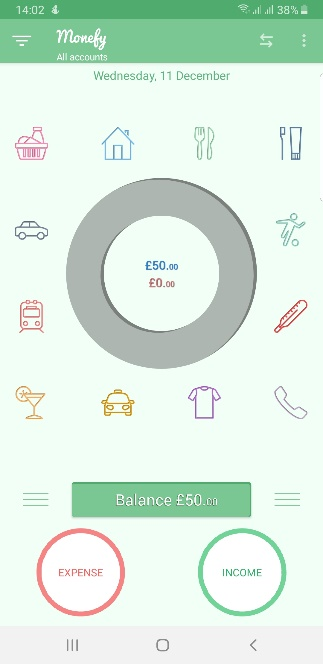 14:02 38%
Monefy
All accounts
Wednesday, 11 December
£50.00
£0.00
Balance £50.00
EXPENSE INCOME